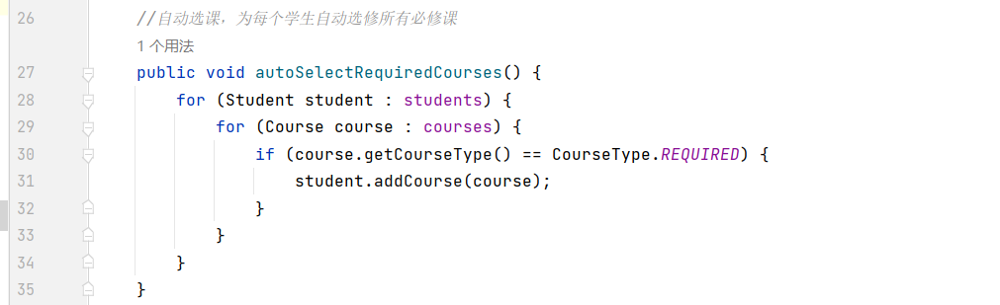 26 //自动选课，为每个学生自动选修所有必修课
1 个用法
27 public void autoSelectRequiredCourses() {
28 for (Student student : students) {
29 for (Course course : courses) {
30 if (course.getCourseType() == CourseType.REQUIRED) {
31 student.addCourse(course);
32 }
33 }
34 }
35 }